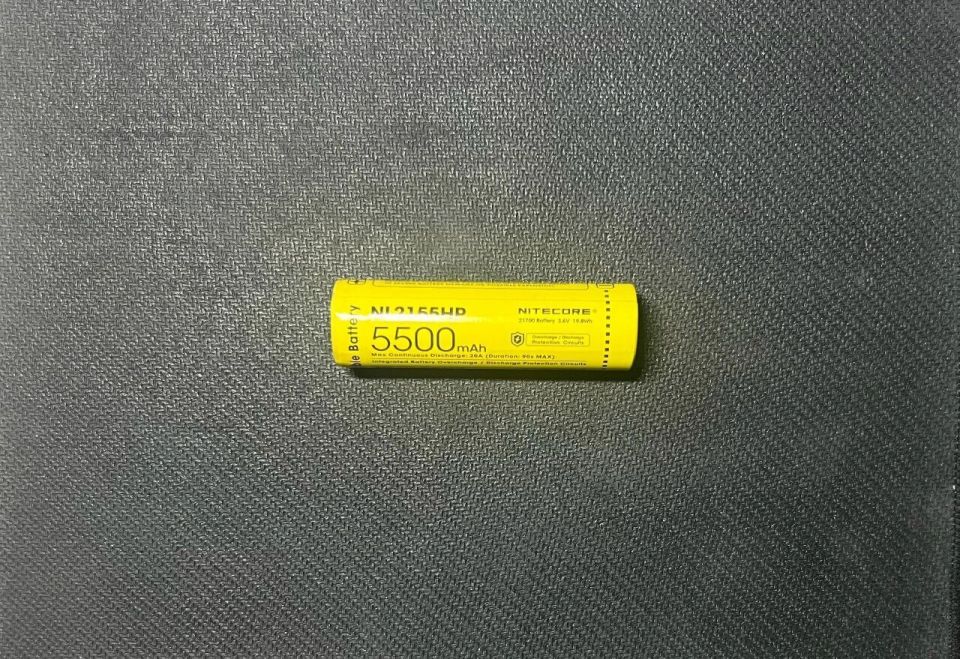 le Battery
NL2155HP
5500mAh
Max Continuous Discharge: 20A (Duration: 90s MAX)
Integrated Battery Overcharge / Discharge Protection Circuits
NITECORE®
21700 Battery 3.6V 19.8Wh
Overcharge / Discharge
Protection Circuits